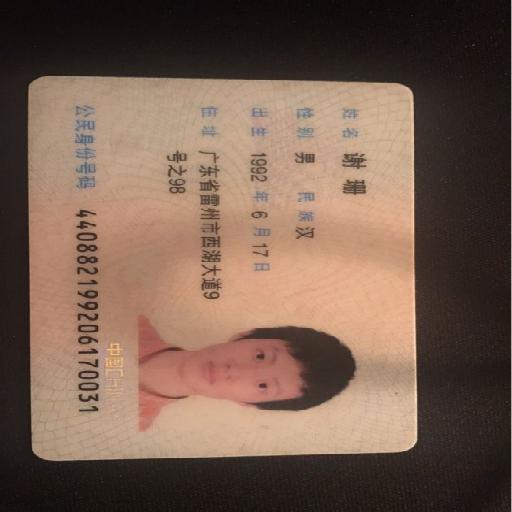 姓名 谢珊
性别 男 民族 汉
出生 1992 年 6 月 17 日
住址 广东省雷州市西湖大道9
号之98
公民身份号码 440882199206170031
中国CHINA